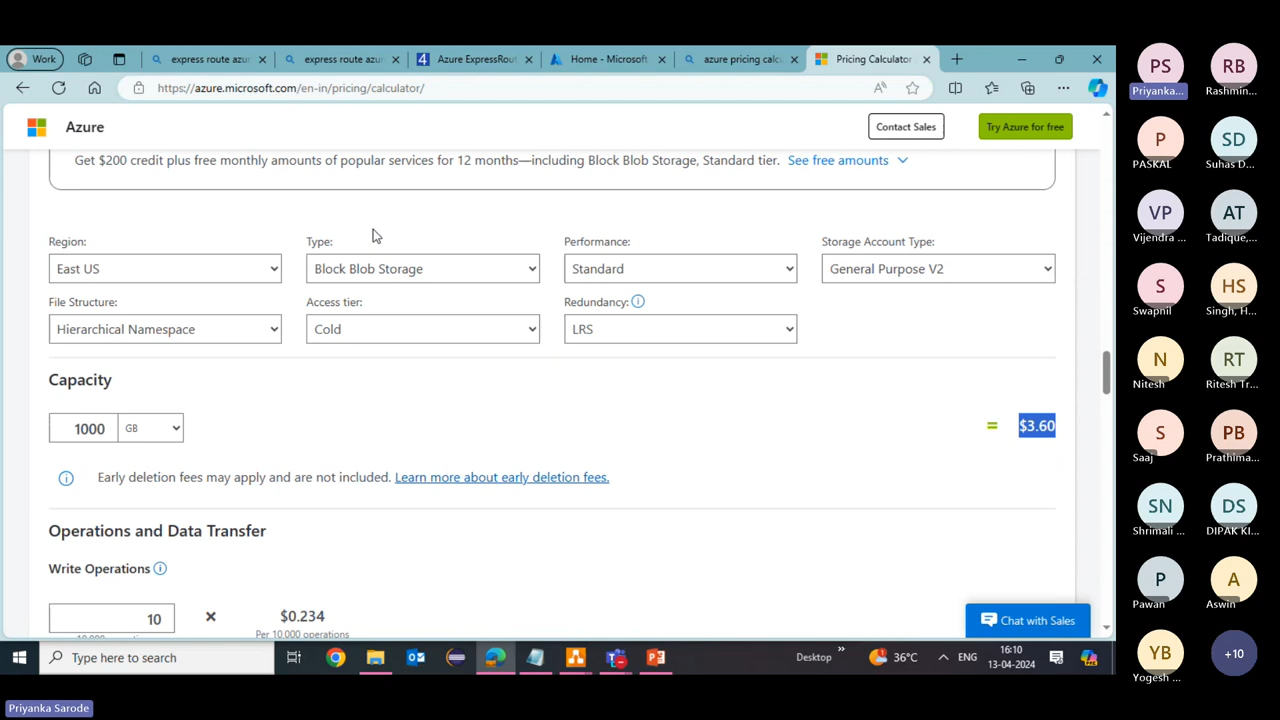 Work
express route azur
express route azur
4 Azure ExpressRout
Home - Microsoft
azure pricing calcu
Pricing Calculator
https://azure.microsoft.com/en-in/pricing/calculator/
Azure
Contact Sales
Try Azure for free
Get $200 credit plus free monthly amounts of popular services for 12 months—including Block Blob Storage, Standard tier. See free amounts
Region:
Type:
Performance:
Storage Account Type:
East US
Block Blob Storage
Standard
General Purpose V2
File Structure:
Access tier:
Redundancy:
Hierarchical Namespace
Cold
LRS
Capacity
1000
GB
=
$3.60
Early deletion fees may apply and are not included. Learn more about early deletion fees.
Operations and Data Transfer
Write Operations
10
×
$0.234
Per 10,000 operations
Chat with Sales
Type here to search
Desktop
36°C
ENG
16:10
13-04-2024
PS
Priyanka...
RB
Rashmin...
P
PASKAL
SD
Suhas D...
VP
Vijendra ...
AT
Tadique,...
S
Swapnil
HS
Singh, H...
N
Nitesh
RT
Ritesh Tr...
S
Saaj
PB
Prathima...
SN
Shrimali ...
DS
DIPAK KI...
P
Pawan
A
Aswin
YB
Yogesh ...
+10
Priyanka Sarode